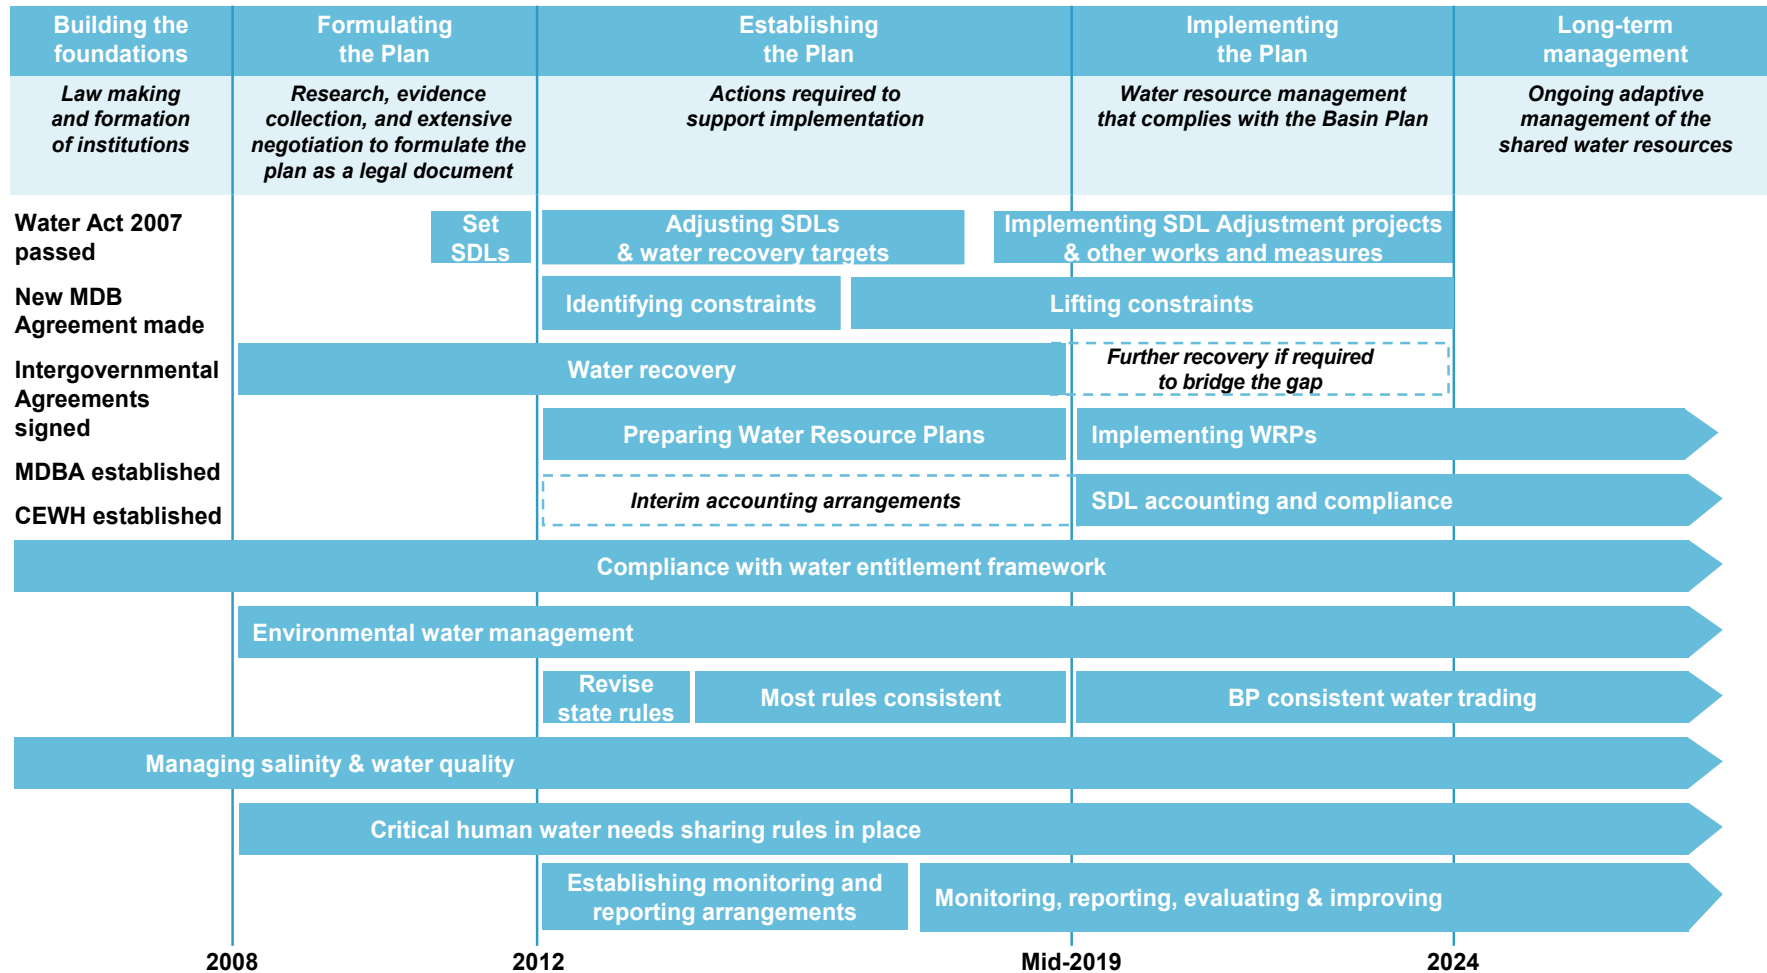 Building the
foundations
Formulating
the Plan
Establishing
the Plan
Implementing
the Plan
Long-term
management
Law making
and formation
of institutions
Research, evidence
collection, and extensive
negotiation to formulate the
plan as a legal document
Actions required to
support implementation
Water resource management
that complies with the Basin Plan
Ongoing adaptive
management of the
shared water resources
Water Act 2007
passed
New MDB
Agreement made
Intergovernmental
Agreements
signed
MDBA established
CEWH established
Set
SDLs
Adjusting SDLs
& water recovery targets
Implementing SDL Adjustment projects
& other works and measures
Identifying constraints
Lifting constraints
Water recovery
Further recovery if required
to bridge the gap
Preparing Water Resource Plans
Implementing WRPs
Interim accounting arrangements
SDL accounting and compliance
Compliance with water entitlement framework
Environmental water management
Revise
state rules
Most rules consistent
BP consistent water trading
Managing salinity & water quality
Critical human water needs sharing rules in place
Establishing monitoring and
reporting arrangements
Monitoring, reporting, evaluating & improving
2008
2012
Mid-2019
2024